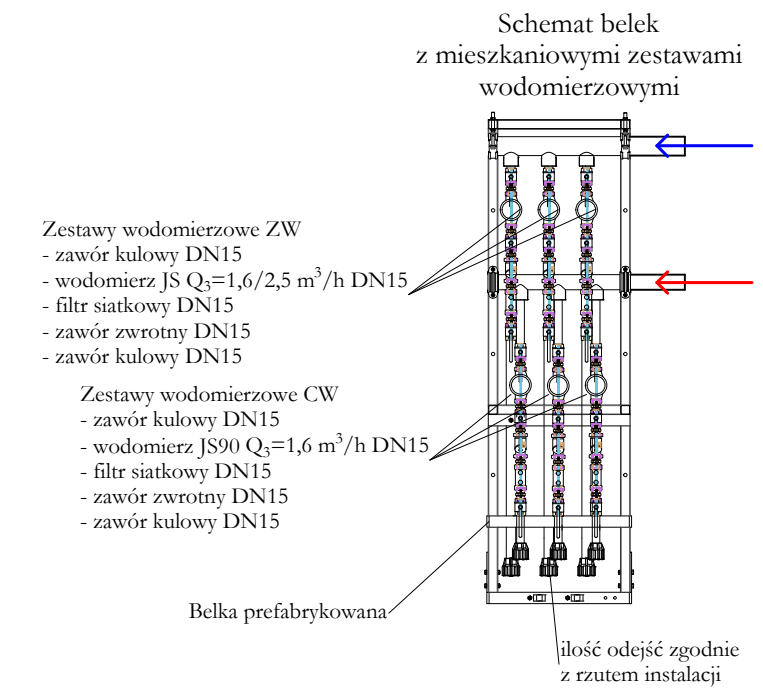 Schemat belek
z mieszkaniowymi zestawami
wodomierzowymi
Zestawy wodomierzowe ZW
- zawór kulowy DN15
- wodomierz JS Q₃=1,6/2,5 m³/h DN15
- filtr siatkowy DN15
- zawór zwrotny DN15
- zawór kulowy DN15
Zestawy wodomierzowe CW
- zawór kulowy DN15
- wodomierz JS90 Q₃=1,6 m³/h DN15
- filtr siatkowy DN15
- zawór zwrotny DN15
- zawór kulowy DN15
Belka prefabrykowana
ilość odejść zgodnie
z rzutem instalacji